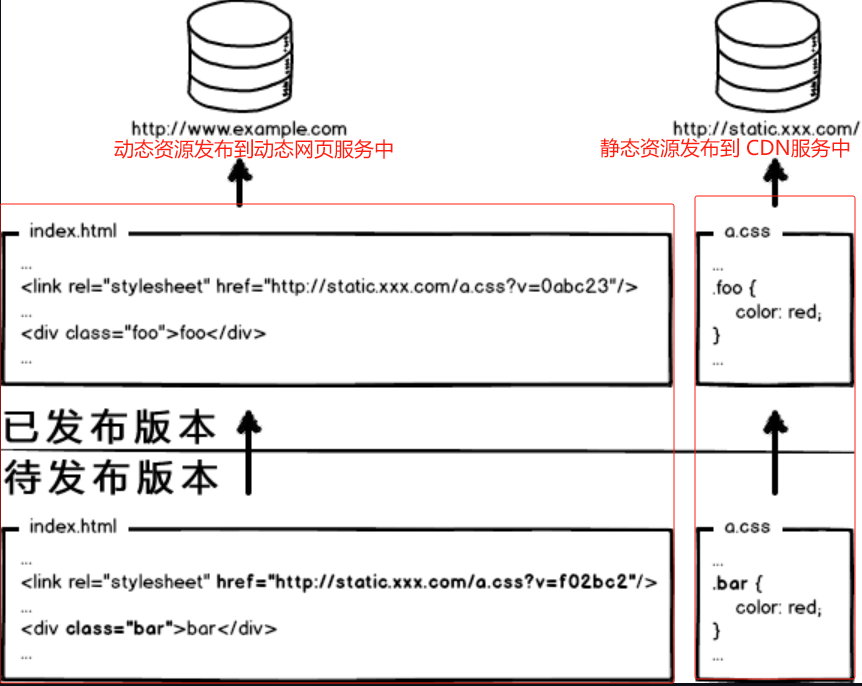 http://www.example.com
动态资源发布到动态网页服务中
http://static.xxx.com/
静态资源发布到 CDN服务中
index.html
...
<link rel="stylesheet" href="http://static.xxx.com/a.css?v=0abc23"/>
...
<div class="foo">foo</div>
...
a.css
...
.foo {
color: red;
}
...
已发布版本
待发布版本
index.html
...
<link rel="stylesheet" href="http://static.xxx.com/a.css?v=f02bc2"/>
...
<div class="bar">bar</div>
...
a.css
...
.bar {
color: red;
}
...